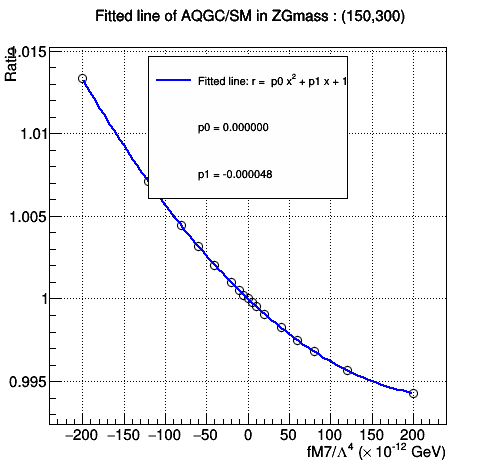 Fitted line of AQGC/SM in ZGmass : (150,300)
Ratio
1.015
1.01
1.005
1
0.995
Fitted line: r = p0 x² + p1 x + 1
p0 = 0.000000
p1 = -0.000048
−200 −150 −100 −50 0 50 100 150 200
fM7/Λ⁴ (× 10⁻¹² GeV)